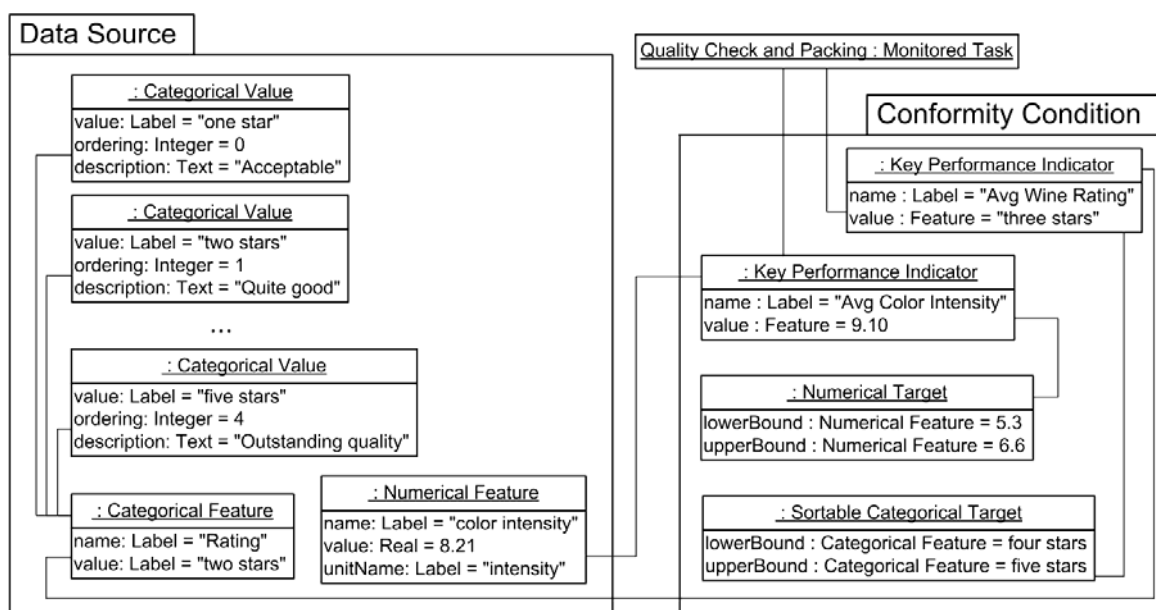 Data Source
: Categorical Value
value: Label = "one star"
ordering: Integer = 0
description: Text = "Acceptable"
: Categorical Value
value: Label = "two stars"
ordering: Integer = 1
description: Text = "Quite good"
...
: Categorical Value
value: Label = "five stars"
ordering: Integer = 4
description: Text = "Outstanding quality"
: Categorical Feature
name: Label = "Rating"
value: Label = "two stars"
: Numerical Feature
name: Label = "color intensity"
value: Real = 8.21
unitName: Label = "intensity"
Quality Check and Packing : Monitored Task
Conformity Condition
: Key Performance Indicator
name : Label = "Avg Wine Rating"
value : Feature = "three stars"
: Key Performance Indicator
name : Label = "Avg Color Intensity"
value : Feature = 9.10
: Numerical Target
lowerBound : Numerical Feature = 5.3
upperBound : Numerical Feature = 6.6
: Sortable Categorical Target
lowerBound : Categorical Feature = four stars
upperBound : Categorical Feature = five stars